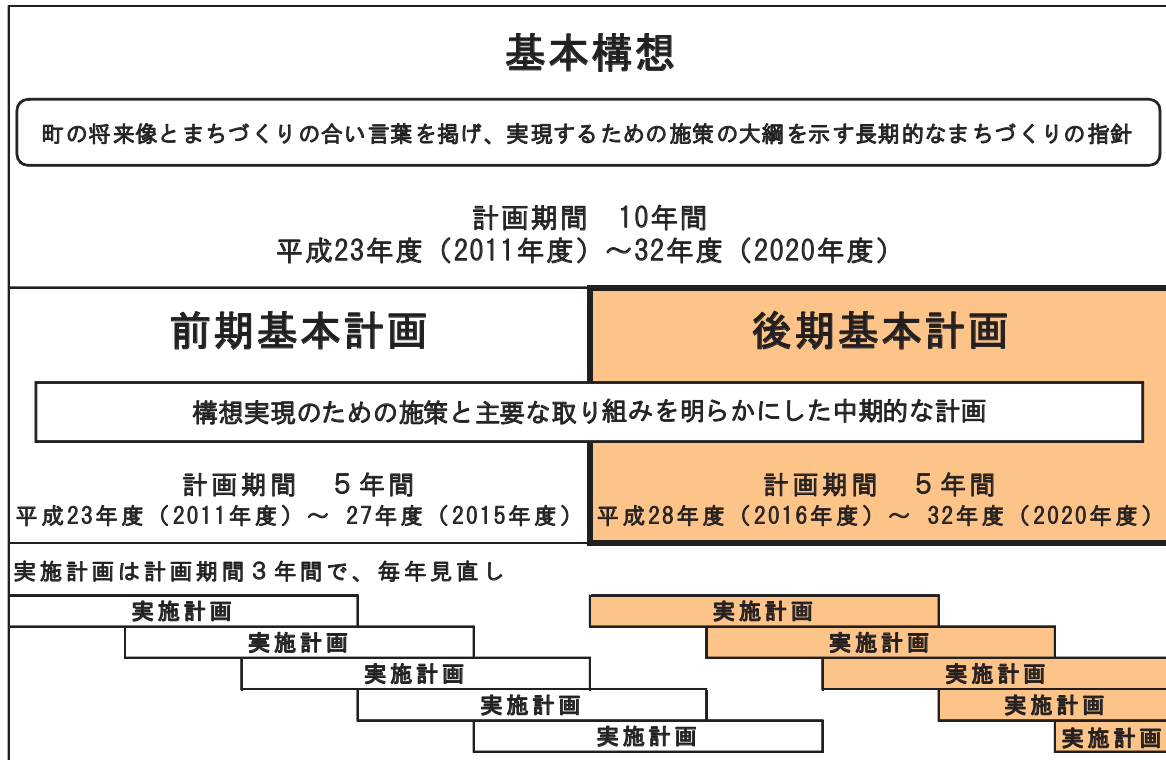 基本構想
町の将来像とまちづくりの合い言葉を掲げ、実現するための施策の大綱を示す長期的なまちづくりの指針
計画期間　10年間
平成23年度（2011年度）～32年度（2020年度）
前期基本計画
後期基本計画
構想実現のための施策と主要な取り組みを明らかにした中期的な計画
計画期間　５年間
平成23年度（2011年度）～ 27年度（2015年度）
計画期間　５年間
平成28年度（2016年度）～ 32年度（2020年度）
実施計画は計画期間３年間で、毎年見直し
実施計画
実施計画
実施計画
実施計画
実施計画
実施計画
実施計画
実施計画
実施計画
実施計画